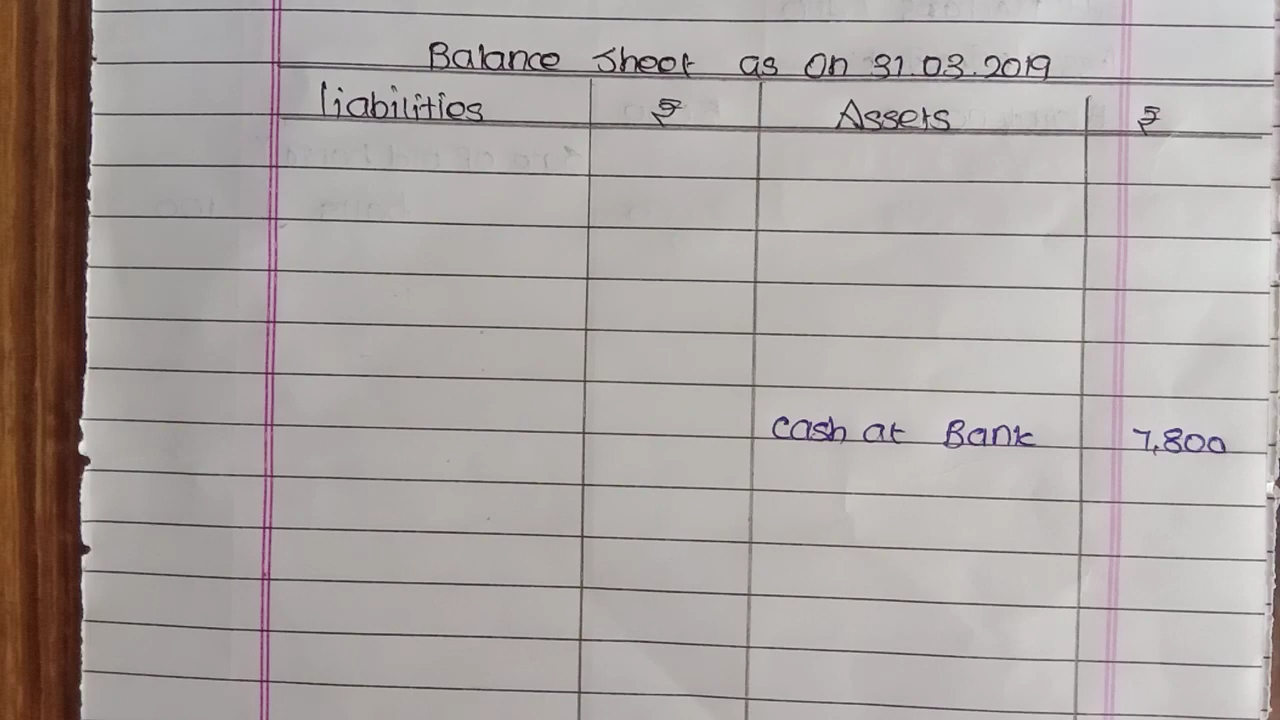 Balance Sheet as on 31.03.2019
Liabilities ₹ Assets ₹
Cash at Bank 7,800